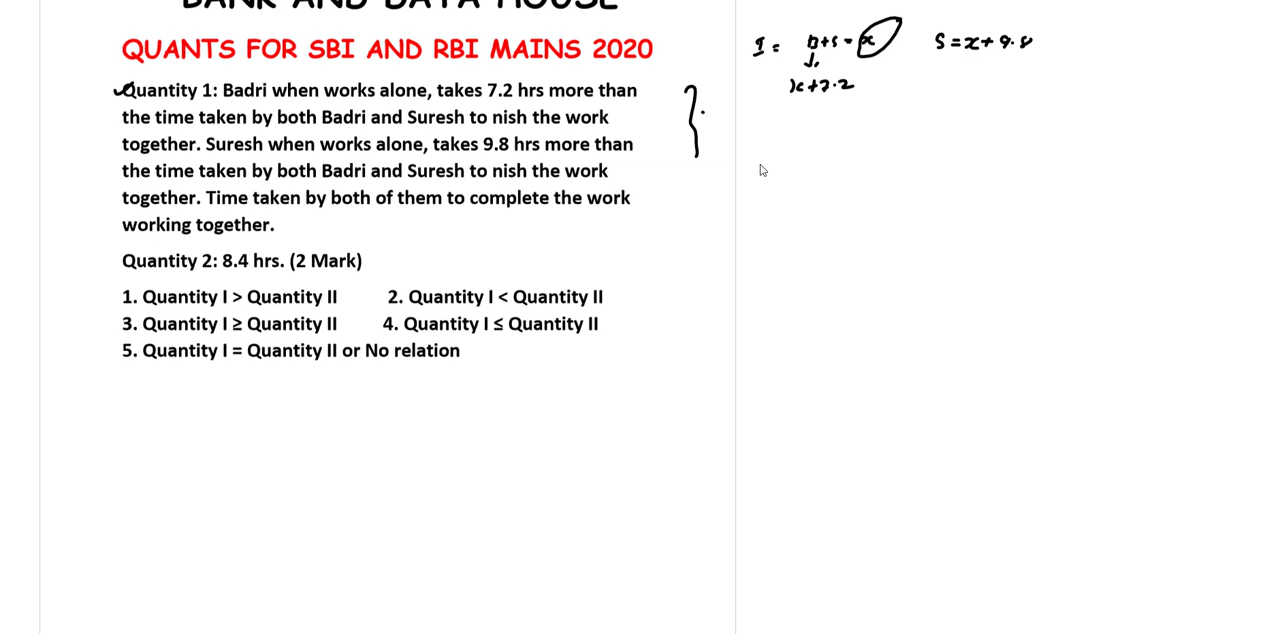 BANK AND DATA HOUSE
QUANTS FOR SBI AND RBI MAINS 2020
Quantity 1: Badri when works alone, takes 7.2 hrs more than
the time taken by both Badri and Suresh to nish the work
together. Suresh when works alone, takes 9.8 hrs more than
the time taken by both Badri and Suresh to nish the work
together. Time taken by both of them to complete the work
working together.
Quantity 2: 8.4 hrs. (2 Mark)
1. Quantity I > Quantity II 2. Quantity I < Quantity II
3. Quantity I ≥ Quantity II 4. Quantity I ≤ Quantity II
5. Quantity I = Quantity II or No relation
I = B+S = x S = x + 9.8
x + 7.2